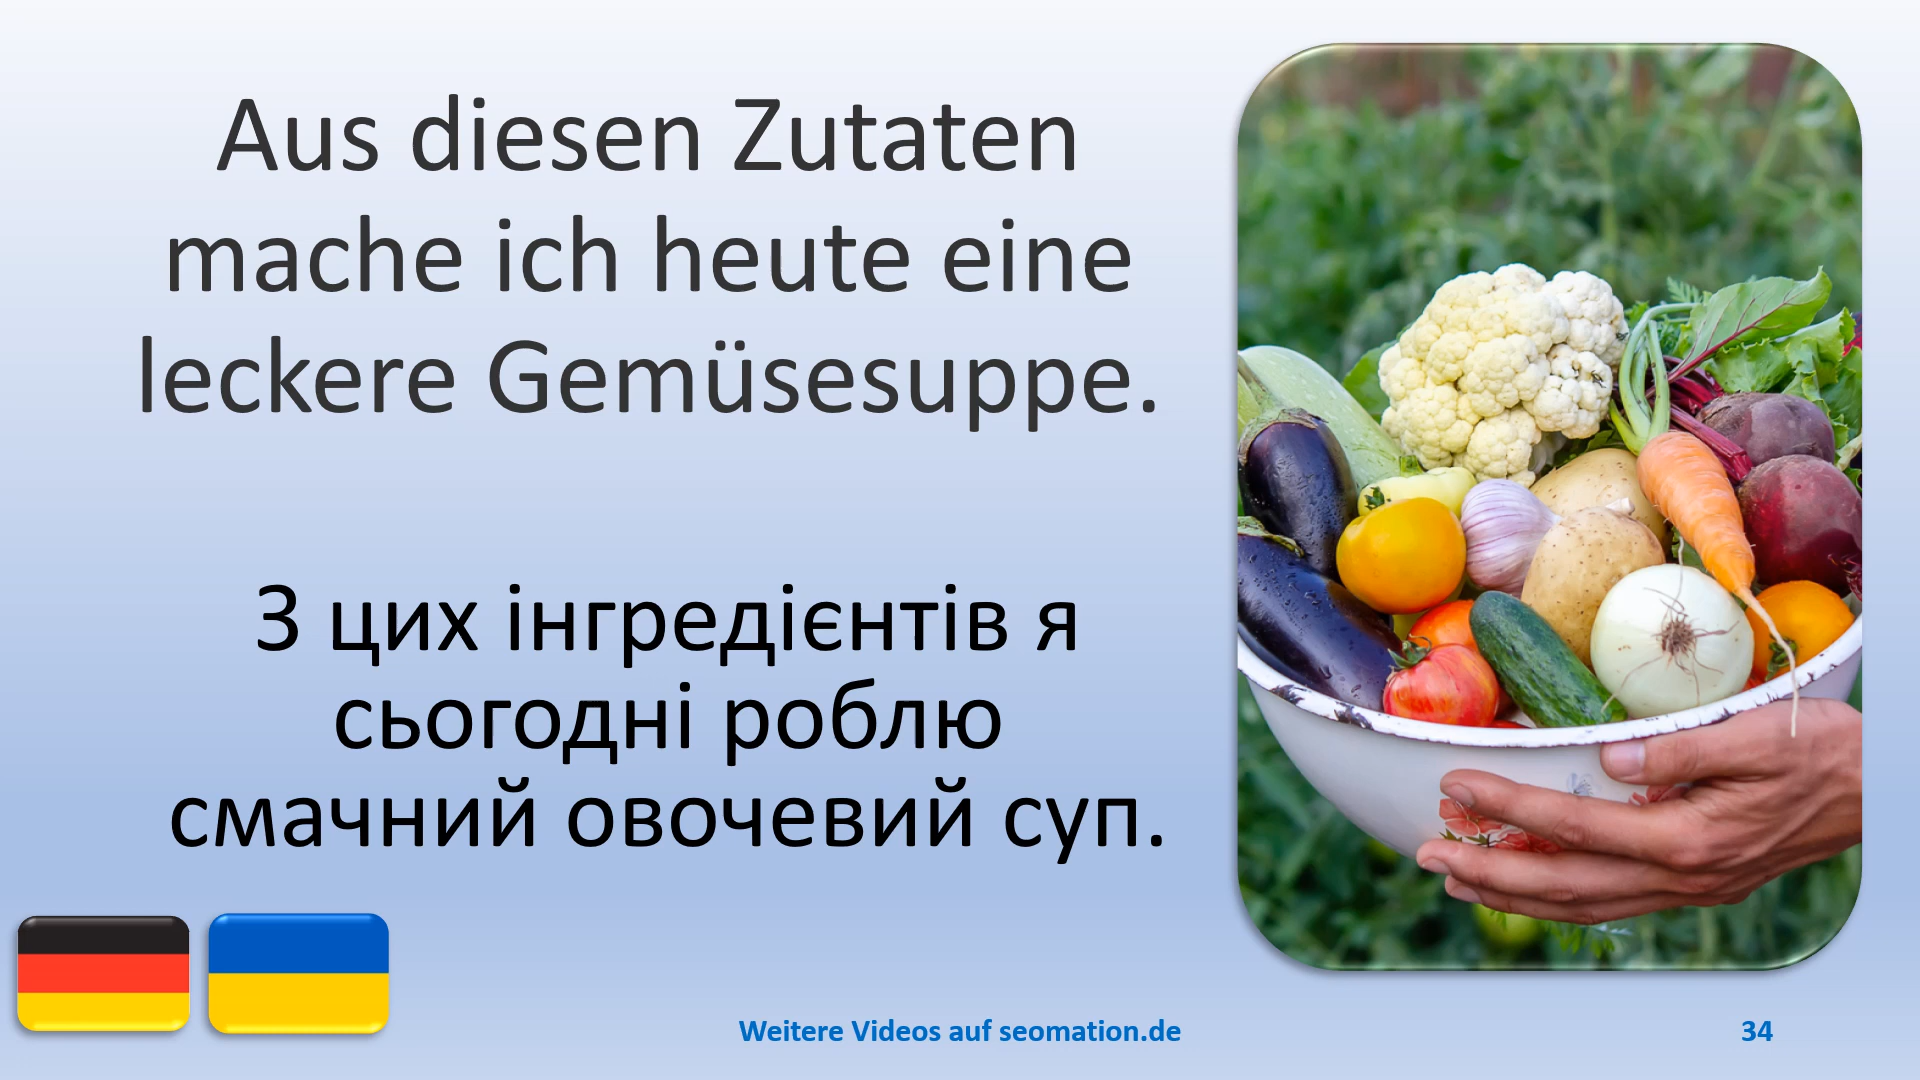 Aus diesen Zutaten
mache ich heute eine
leckere Gemüsesuppe.
З цих інгредієнтів я
сьогодні роблю
смачний овочевий суп.
Weitere Videos auf seomation.de
34